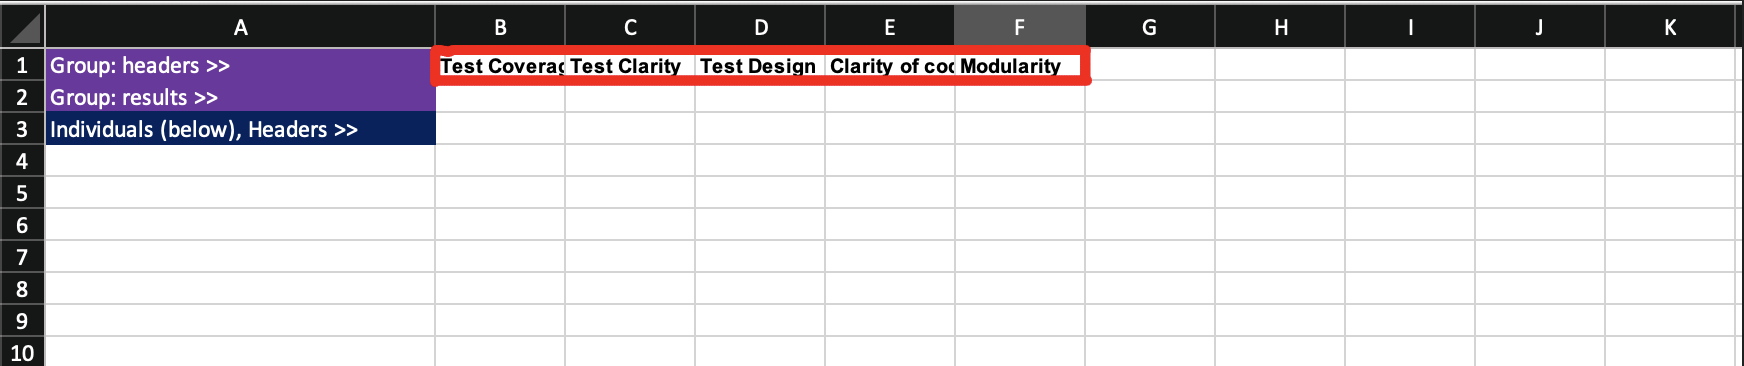 A B C D E F G H I J K
1 Group: headers >> Test Coverag Test Clarity Test Design Clarity of coc Modularity
2 Group: results >>
3 Individuals (below), Headers >>
4
5
6
7
8
9
10